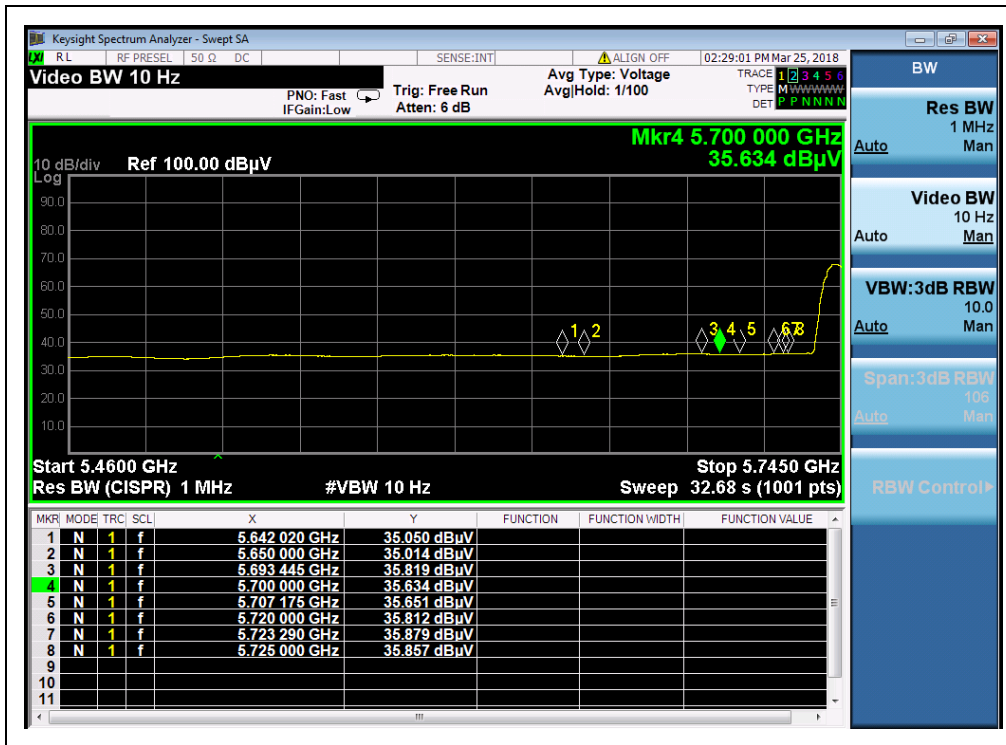 Keysight Spectrum Analyzer - Swept SA
LXI RL RF PRESEL 50 Ω DC SENSE:INT ALIGN OFF 02:29:01 PM Mar 25, 2018
Video BW 10 Hz
PNO: Fast
IFGain:Low
Trig: Free Run
Atten: 6 dB
Avg Type: Voltage
Avg|Hold: 1/100
TRACE 1 2 3 4 5 6
TYPE M WWWWW
DET P P N N N N
Mkr4 5.700 000 GHz
35.634 dBµV
10 dB/div Ref 100.00 dBµV
Log
90.0
80.0
70.0
60.0
50.0
40.0
30.0
20.0
10.0
1 2 3 4 5 6 7 8
Start 5.4600 GHz Stop 5.7450 GHz
Res BW (CISPR) 1 MHz #VBW 10 Hz Sweep 32.68 s (1001 pts)
MKR MODE TRC SCL X Y FUNCTION FUNCTION WIDTH FUNCTION VALUE
1 N 1 f 5.642 020 GHz 35.050 dBµV
2 N 1 f 5.650 000 GHz 35.014 dBµV
3 N 1 f 5.693 445 GHz 35.819 dBµV
4 N 1 f 5.700 000 GHz 35.634 dBµV
5 N 1 f 5.707 175 GHz 35.651 dBµV
6 N 1 f 5.720 000 GHz 35.812 dBµV
7 N 1 f 5.723 290 GHz 35.879 dBµV
8 N 1 f 5.725 000 GHz 35.857 dBµV
9
10
11
BW
Res BW
1 MHz
Auto Man
Video BW
10 Hz
Auto Man
VBW:3dB RBW
10.0
Auto Man
Span:3dB RBW
106
Auto Man
RBW Control